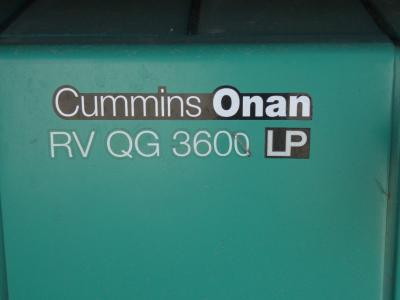 Cummins Onan
RV QG 3600 LP